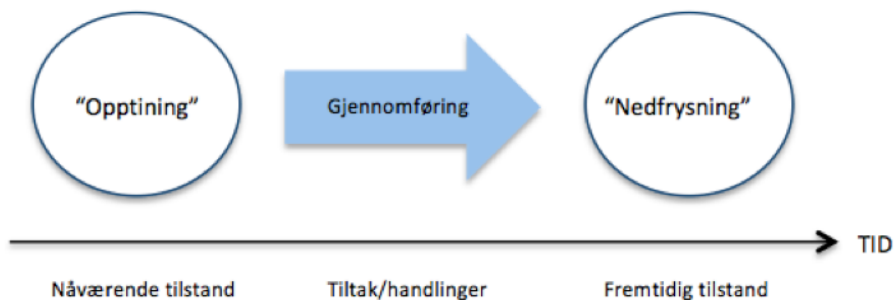 “Opptining”
Gjennomføring
“Nedfrysning”
TID
Nåværende tilstand
Tiltak/handlinger
Fremtidig tilstand